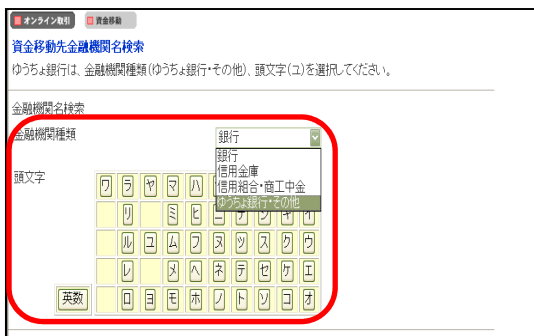 オンライン取引 資金移動
資金移動先金融機関名検索
ゆうちょ銀行は、金融機関種類(ゆうちょ銀行・その他)、頭文字(ユ)を選択してください。
金融機関名検索
金融機関種類 銀行
銀行
信用金庫
信用組合・商工中金
ゆうちょ銀行・その他
頭文字 ワ ラ ヤ マ ハ
リ ミ ヒ
ル ユ ム フ ヌ ツ ス ク ウ
レ メ ヘ ネ テ セ ケ エ
英数 ロ ヨ モ ホ ノ ト ソ コ オ